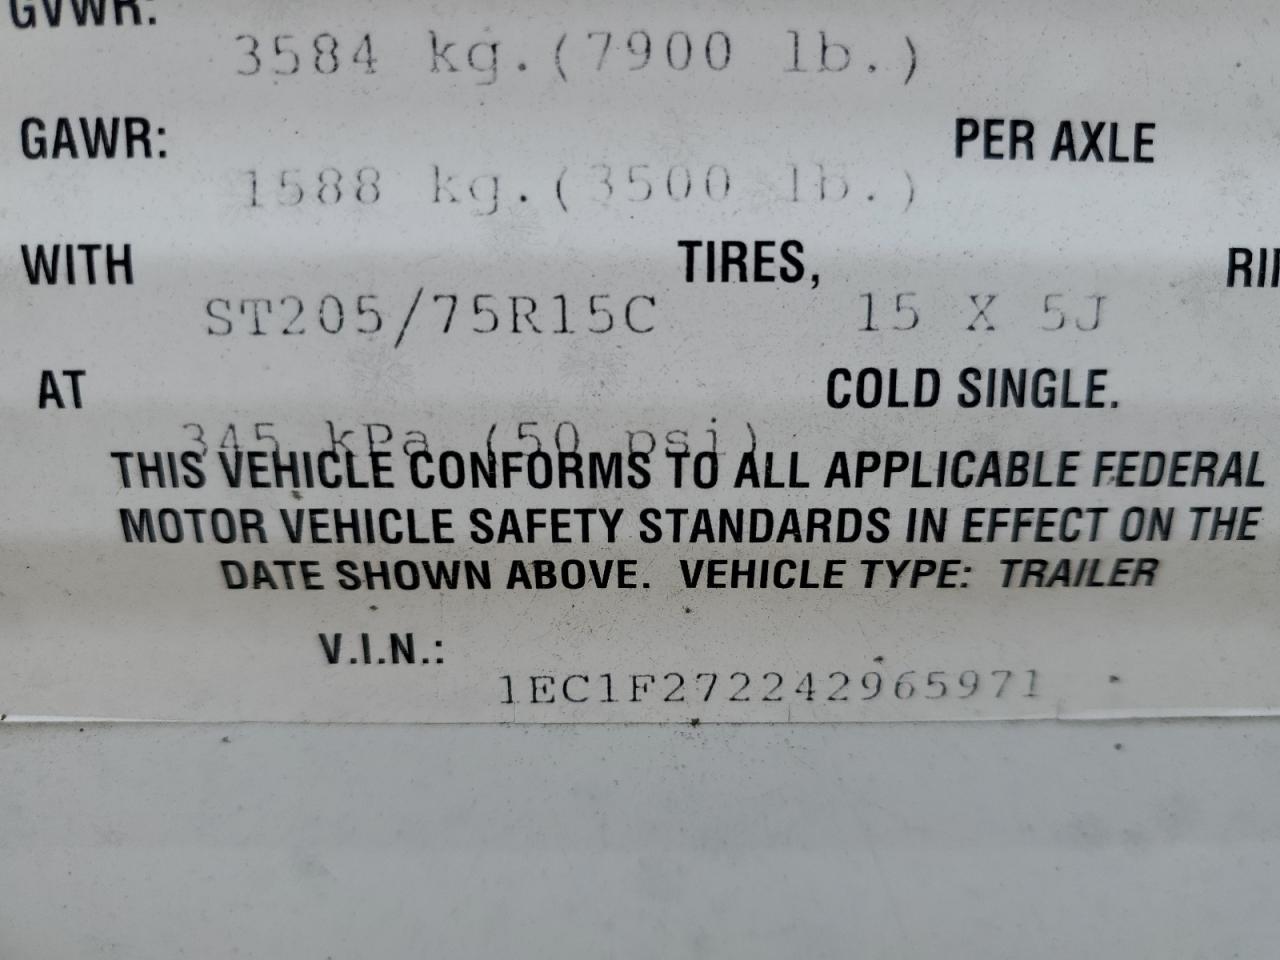 GVWR:
3584 kg.(7900 lb.)
GAWR: PER AXLE
1588 kg.(3500 lb.)
WITH TIRES, RI
ST205/75R15C 15 X 5J
AT COLD SINGLE.
345 kPa (50 psi)
THIS VEHICLE CONFORMS TO ALL APPLICABLE FEDERAL
MOTOR VEHICLE SAFETY STANDARDS IN EFFECT ON THE
DATE SHOWN ABOVE. VEHICLE TYPE: TRAILER
V.I.N.:
1EC1F272242965971